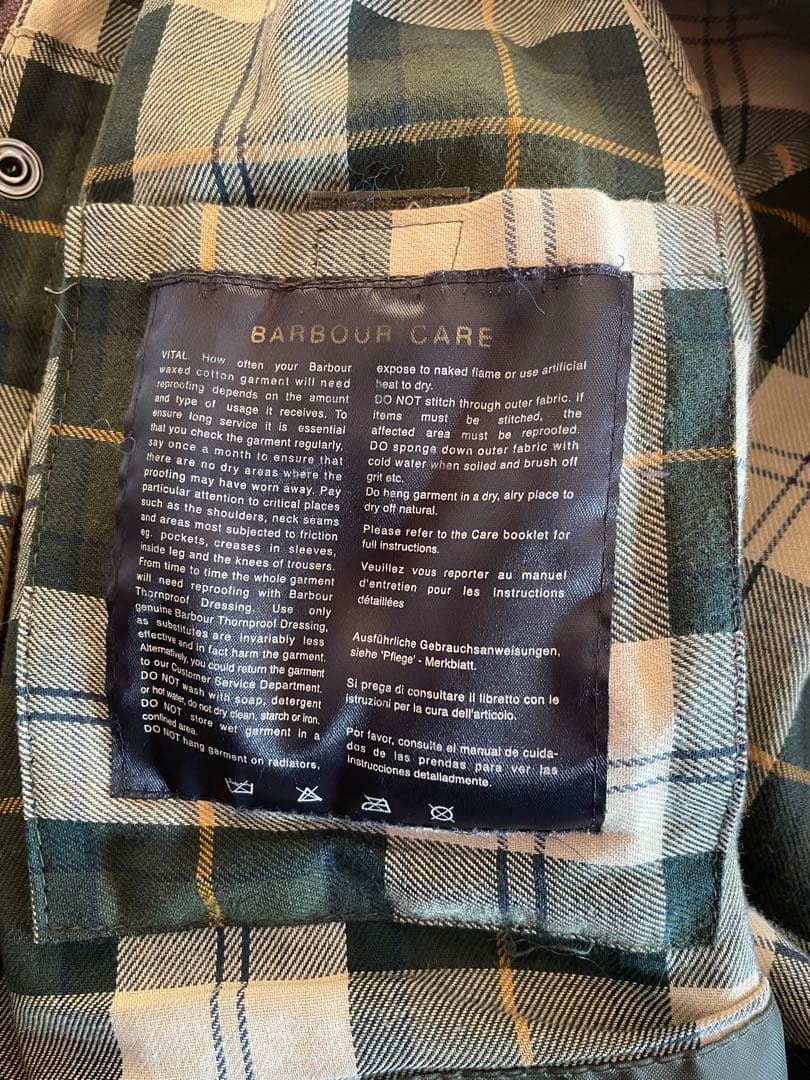 BARBOUR CARE
VITAL. How often your Barbour
waxed cotton garment will need
reproofing depends on the amount
and type of usage it receives. To
ensure long service it is essential
that you check the garment regularly,
say once a month to ensure that
there are no dry areas where the
proofing may have worn away. Pay
particular attention to critical places
such as the shoulders, neck seams
and areas most subjected to friction
eg. pockets, creases in sleeves,
inside leg and the knees of trousers.
From time to time the whole garment
will need reproofing with Barbour
Thornproof Dressing. Use only
genuine Barbour Thornproof Dressing,
as substitutes are invariably less
effective and in fact harm the garment.
Alternatively, you could return the garment
to our Customer Service Department.
DO NOT wash with soap, detergent
or hot water, do not dry clean, starch or iron.
DO NOT store wet garment in a
confined area.
DO NOT hang garment on radiators,
expose to naked flame or use artificial
heat to dry.
DO NOT stitch through outer fabric. if
items must be stitched, the
affected area must be reproofed.
DO sponge down outer fabric with
cold water when soiled and brush off
grit etc.
Do hang garment in a dry, airy place to
dry off natural.
Please refer to the Care booklet for
full instructions.
Veuillez vous reporter au manuel
d'entretien pour les Instructions
détaillées
Ausführliche Gebrauchsanweisungen,
siehe 'Pflege' - Merkblatt.
Si prega di consultare il libretto con le
istruzioni per la cura dell'articolo.
Por favor, consulte el manual de cuida-
dos de las prendas para ver las
instrucciones detalladmente.